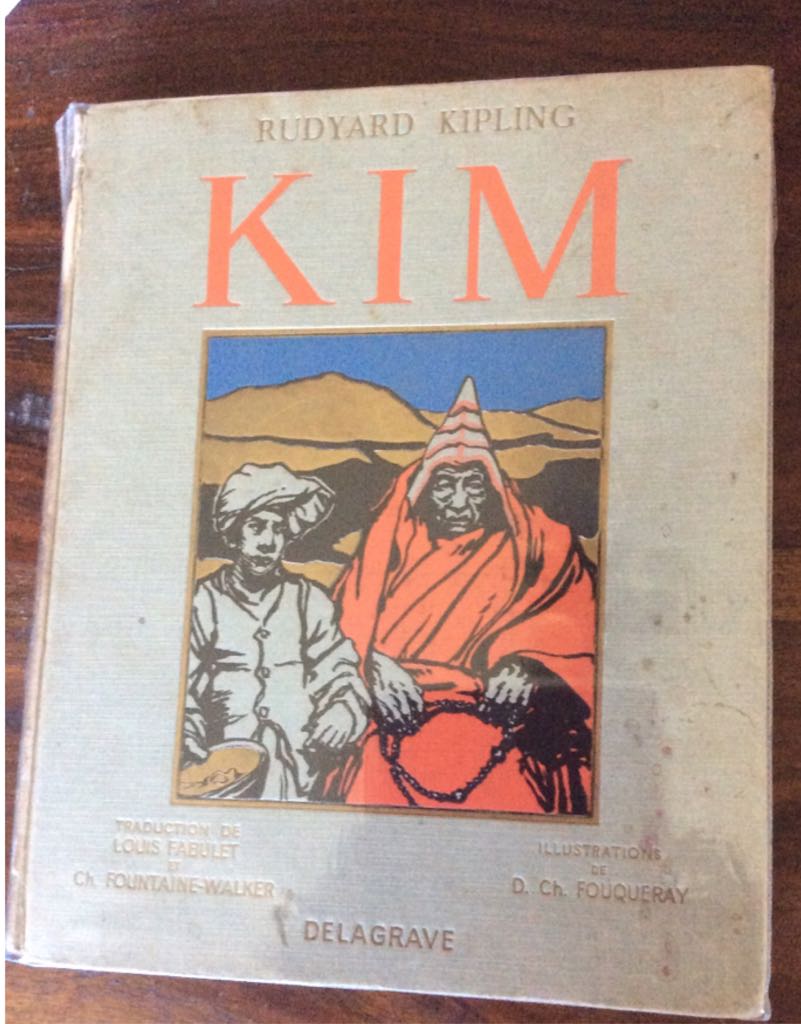 RUDYARD KIPLING
KIM
TRADUCTION DE
LOUIS FABULET
ET
Ch. FOUNTAINE-WALKER
ILLUSTRATIONS
DE
D. Ch. FOUQUERAY
DELAGRAVE